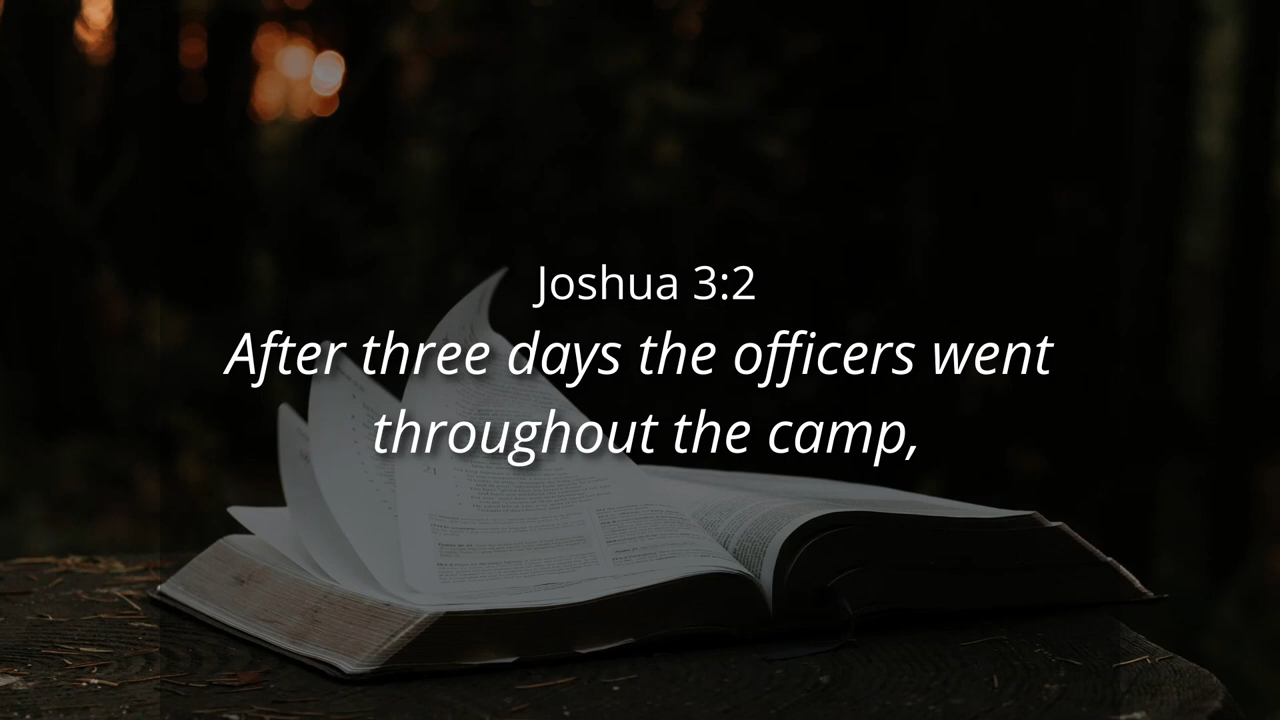 Joshua 3:2
After three days the officers went
throughout the camp,